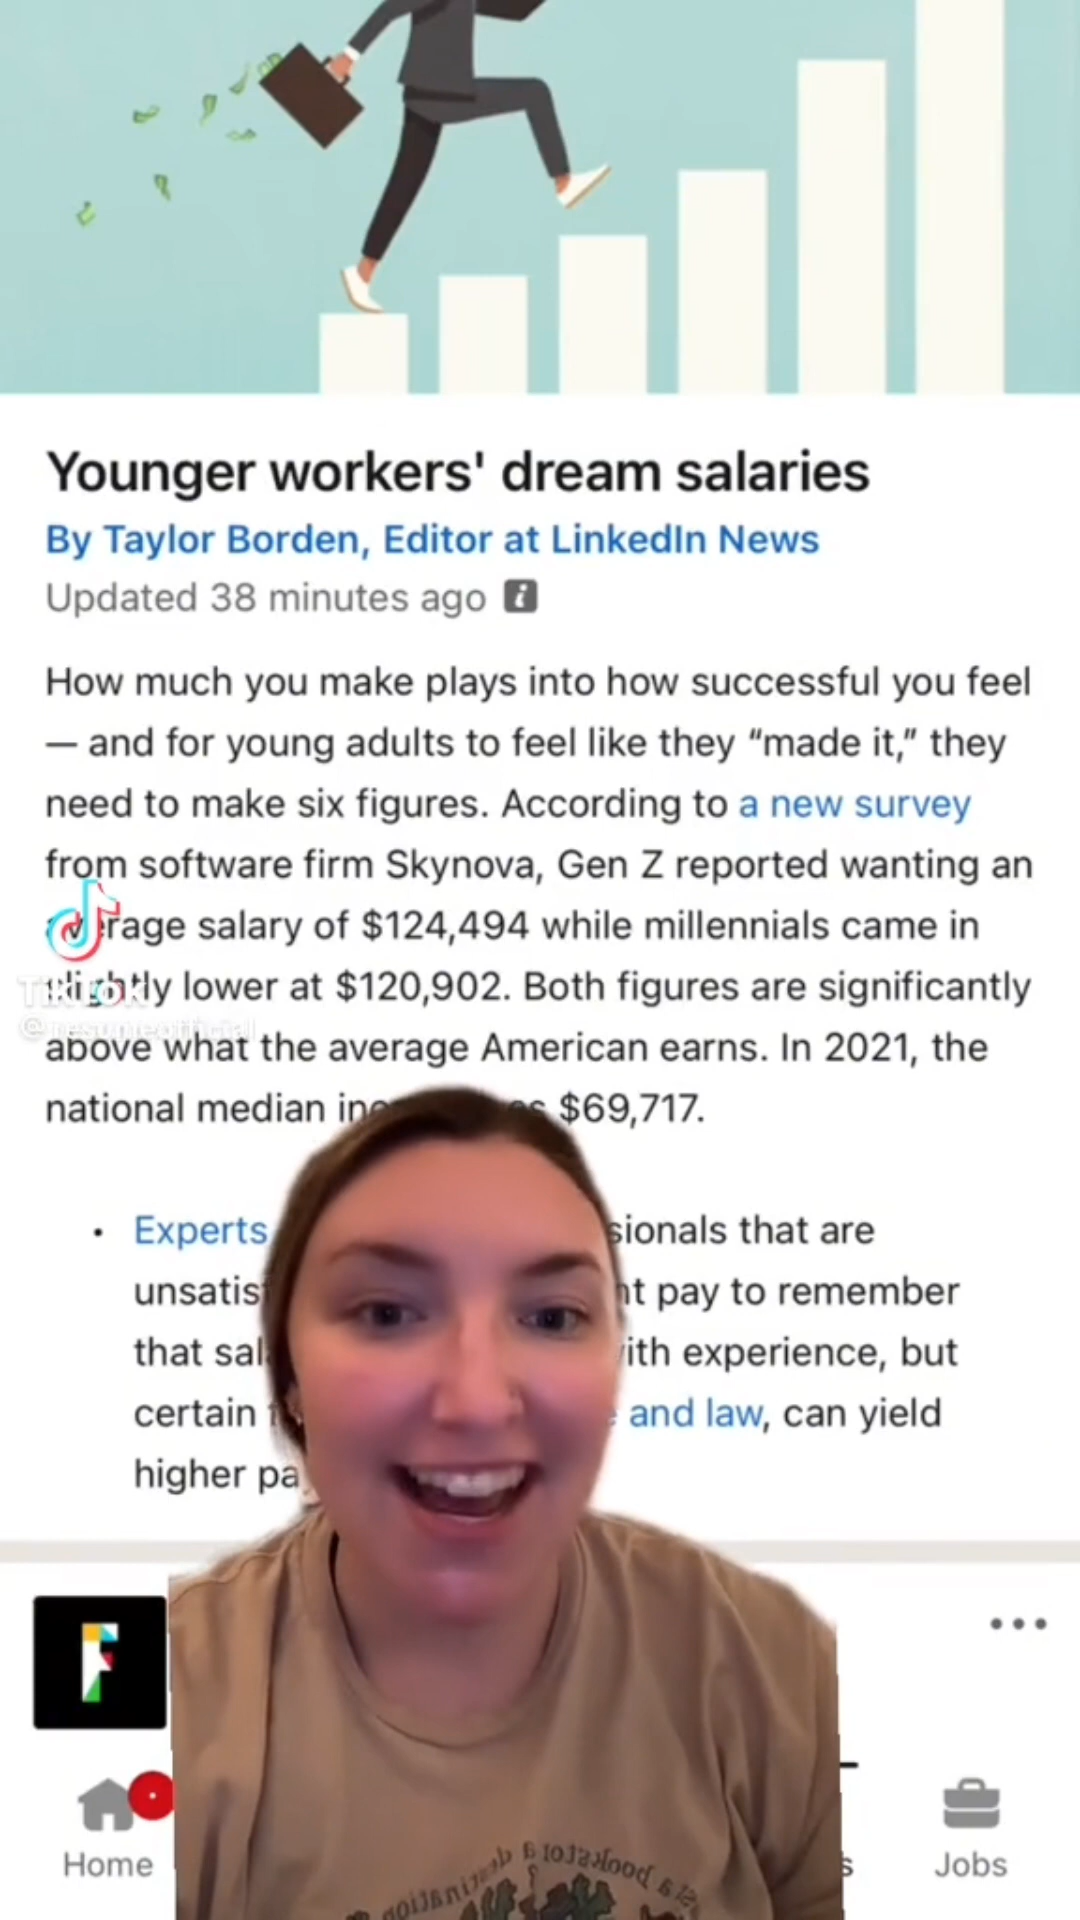 Younger workers' dream salaries
By Taylor Borden, Editor at LinkedIn News
Updated 38 minutes ago
How much you make plays into how successful you feel
— and for young adults to feel like they “made it,” they
need to make six figures. According to a new survey
from software firm Skynova, Gen Z reported wanting an
average salary of $124,494 while millennials came in
slightly lower at $120,902. Both figures are significantly
TikTok
@resumeofficial
above what the average American earns. In 2021, the
national median $69,717.
• Experts sionals that are
unsatis nt pay to remember
that sal ith experience, but
certain and law, can yield
higher pa
F
Home
Jobs